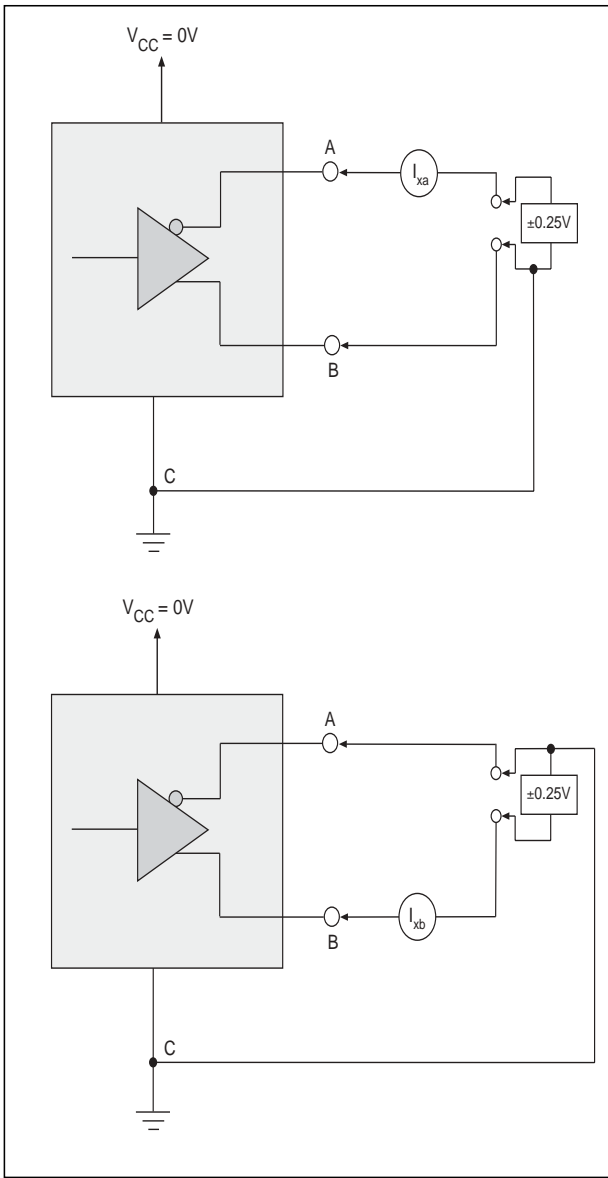 V_CC = 0V
A
I_xa
±0.25V
B
C
V_CC = 0V
A
±0.25V
I_xb
B
C